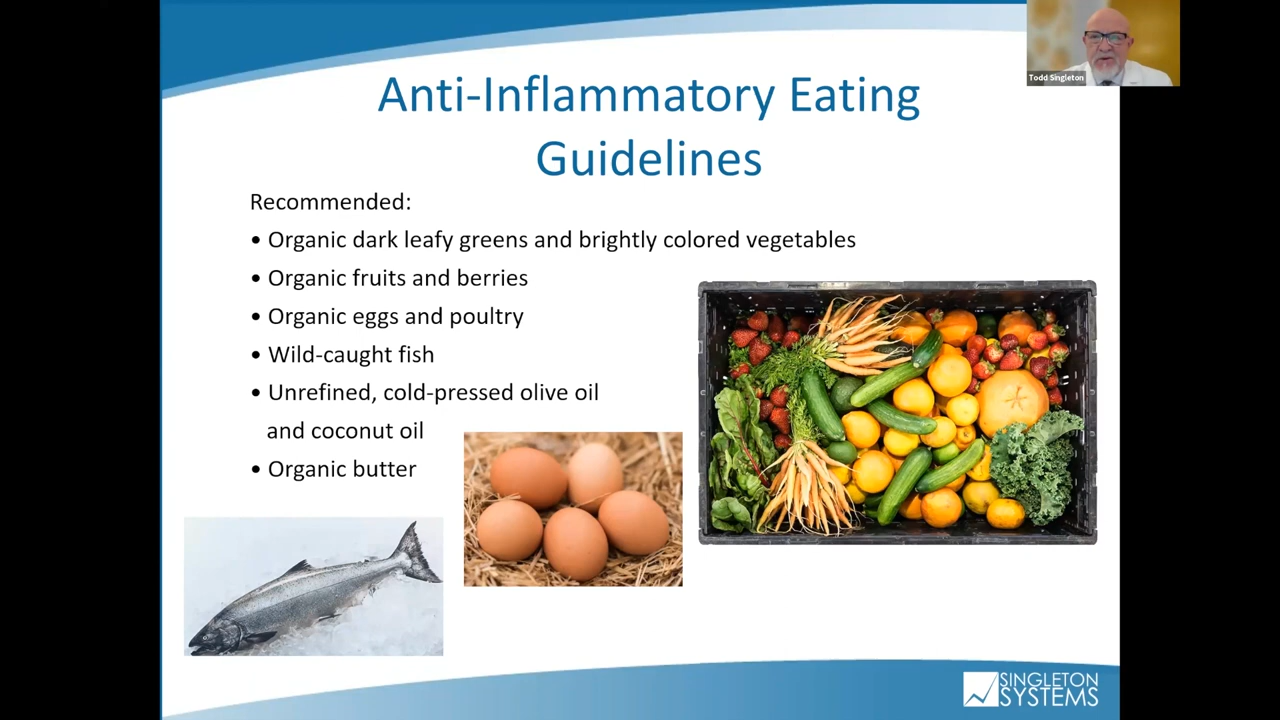 Todd Singleton
Anti-Inflammatory Eating
Guidelines
Recommended:
• Organic dark leafy greens and brightly colored vegetables
• Organic fruits and berries
• Organic eggs and poultry
• Wild-caught fish
• Unrefined, cold-pressed olive oil
and coconut oil
• Organic butter
SINGLETON
SYSTEMS